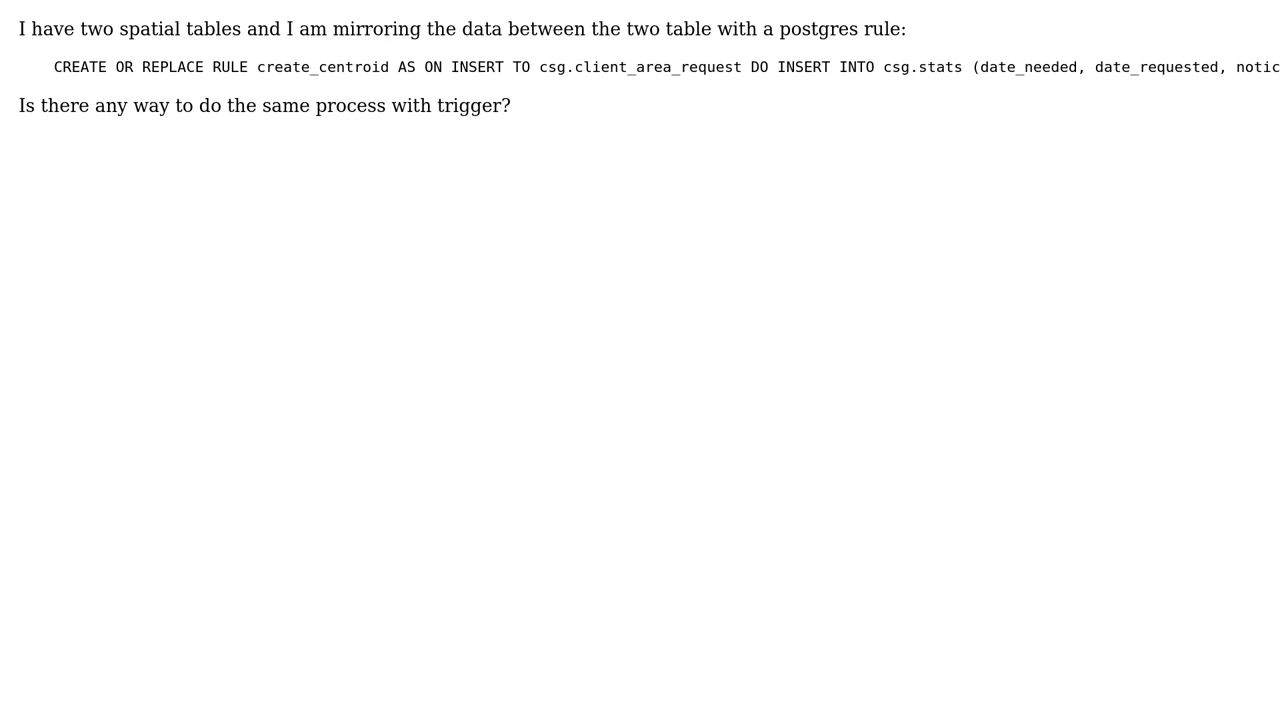 I have two spatial tables and I am mirroring the data between the two table with a postgres rule:
CREATE OR REPLACE RULE create_centroid AS ON INSERT TO csg.client_area_request DO INSERT INTO csg.stats (date_needed, date_requested, notic
Is there any way to do the same process with trigger?